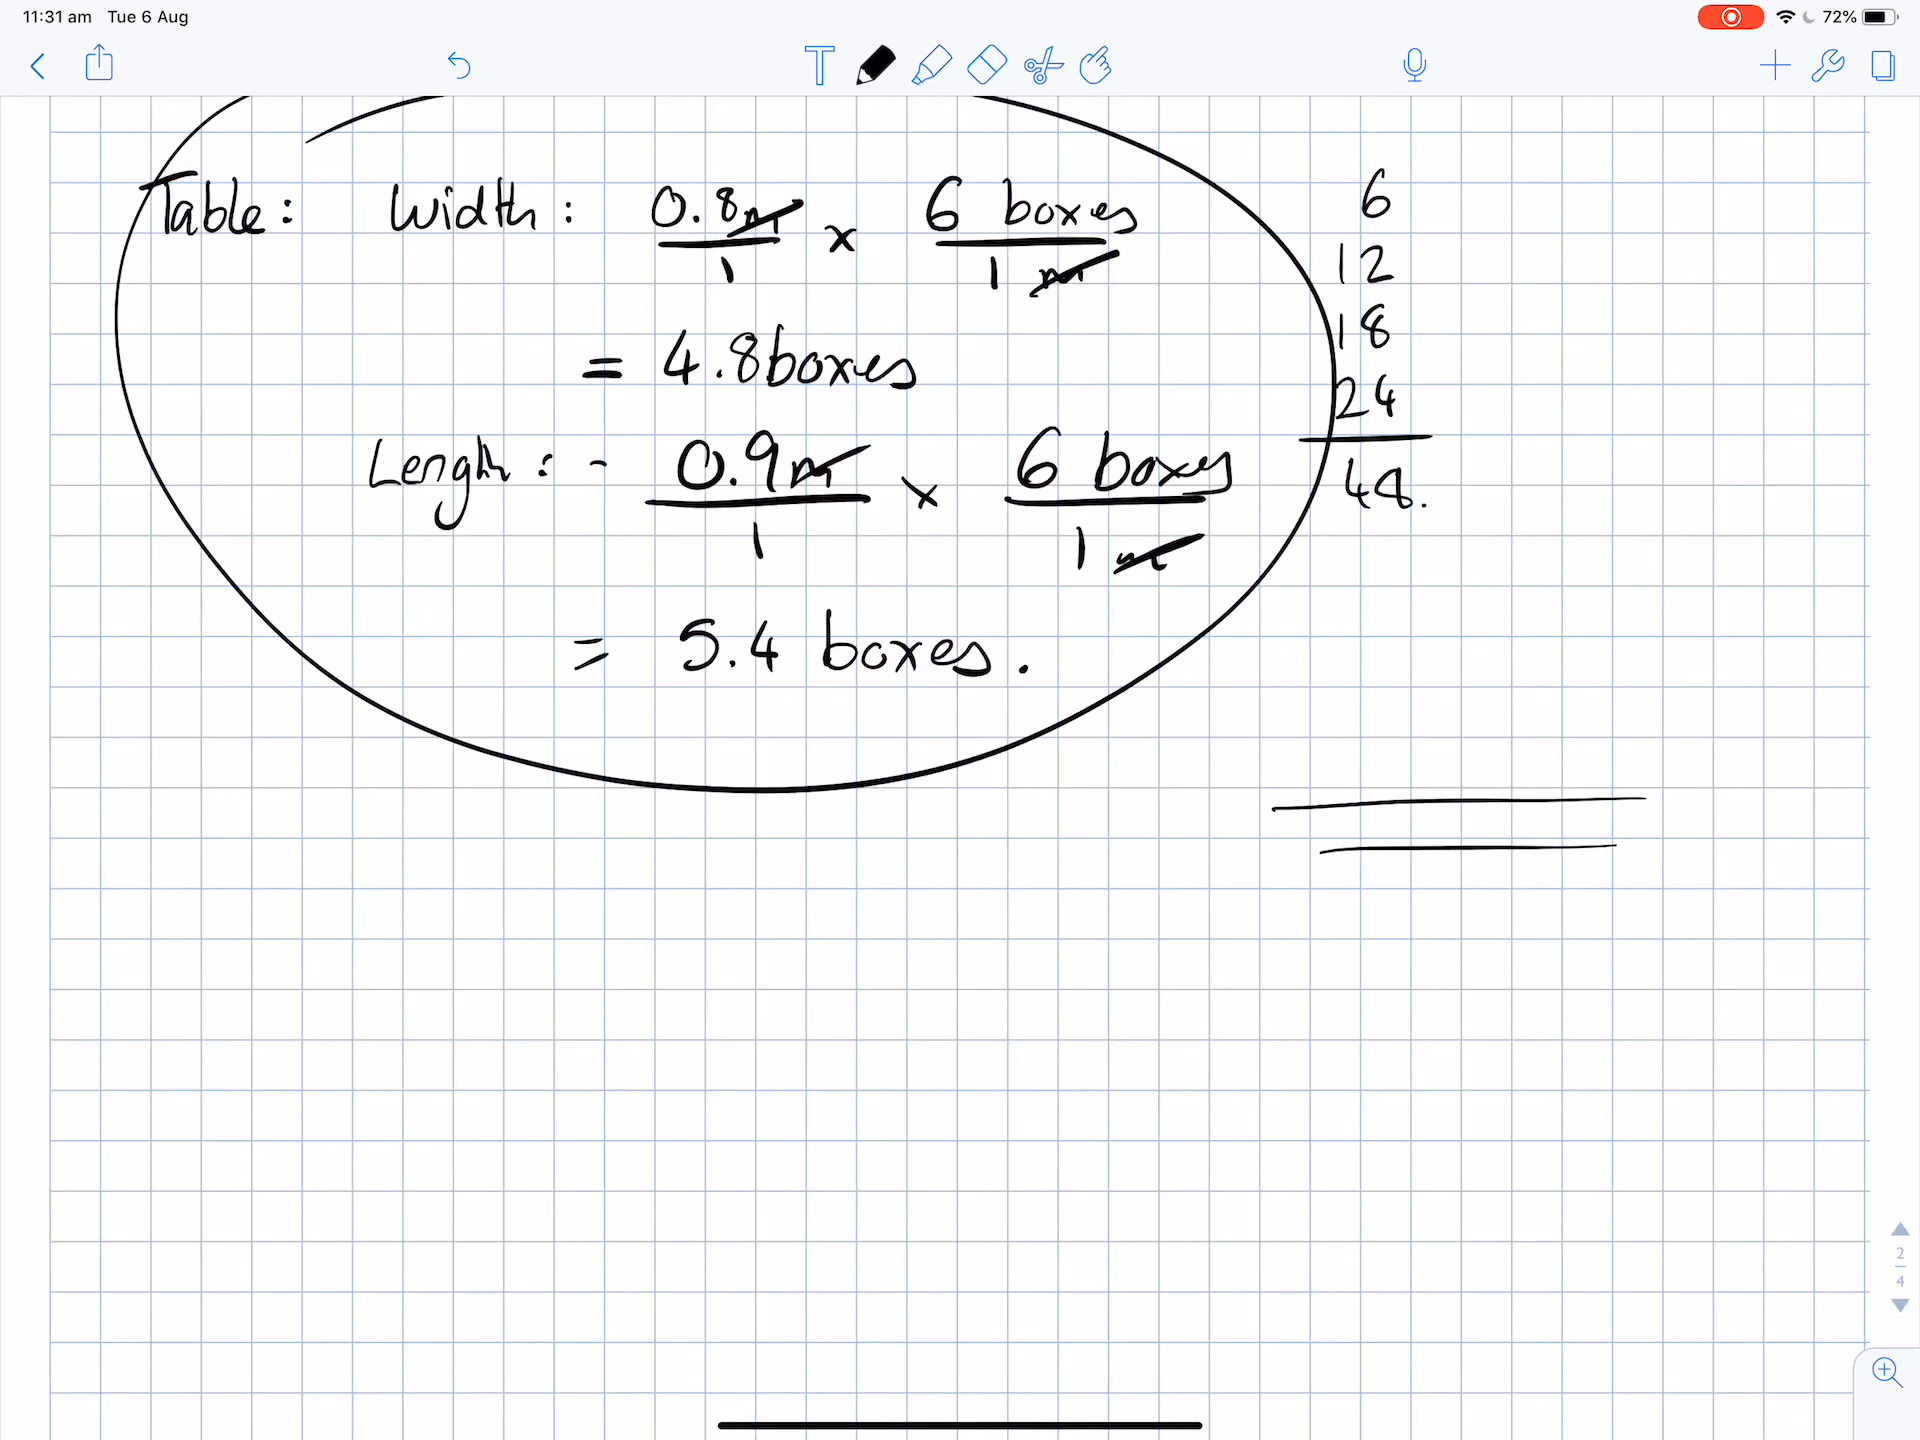 11:31 am Tue 6 Aug
72%
T
Table: Width: 0.8m/1 x 6 boxes/1 m
= 4.8boxes
Length: - 0.9m/1 x 6 boxes/1 m
= 5.4 boxes.
6
12
18
24
48.
2
4